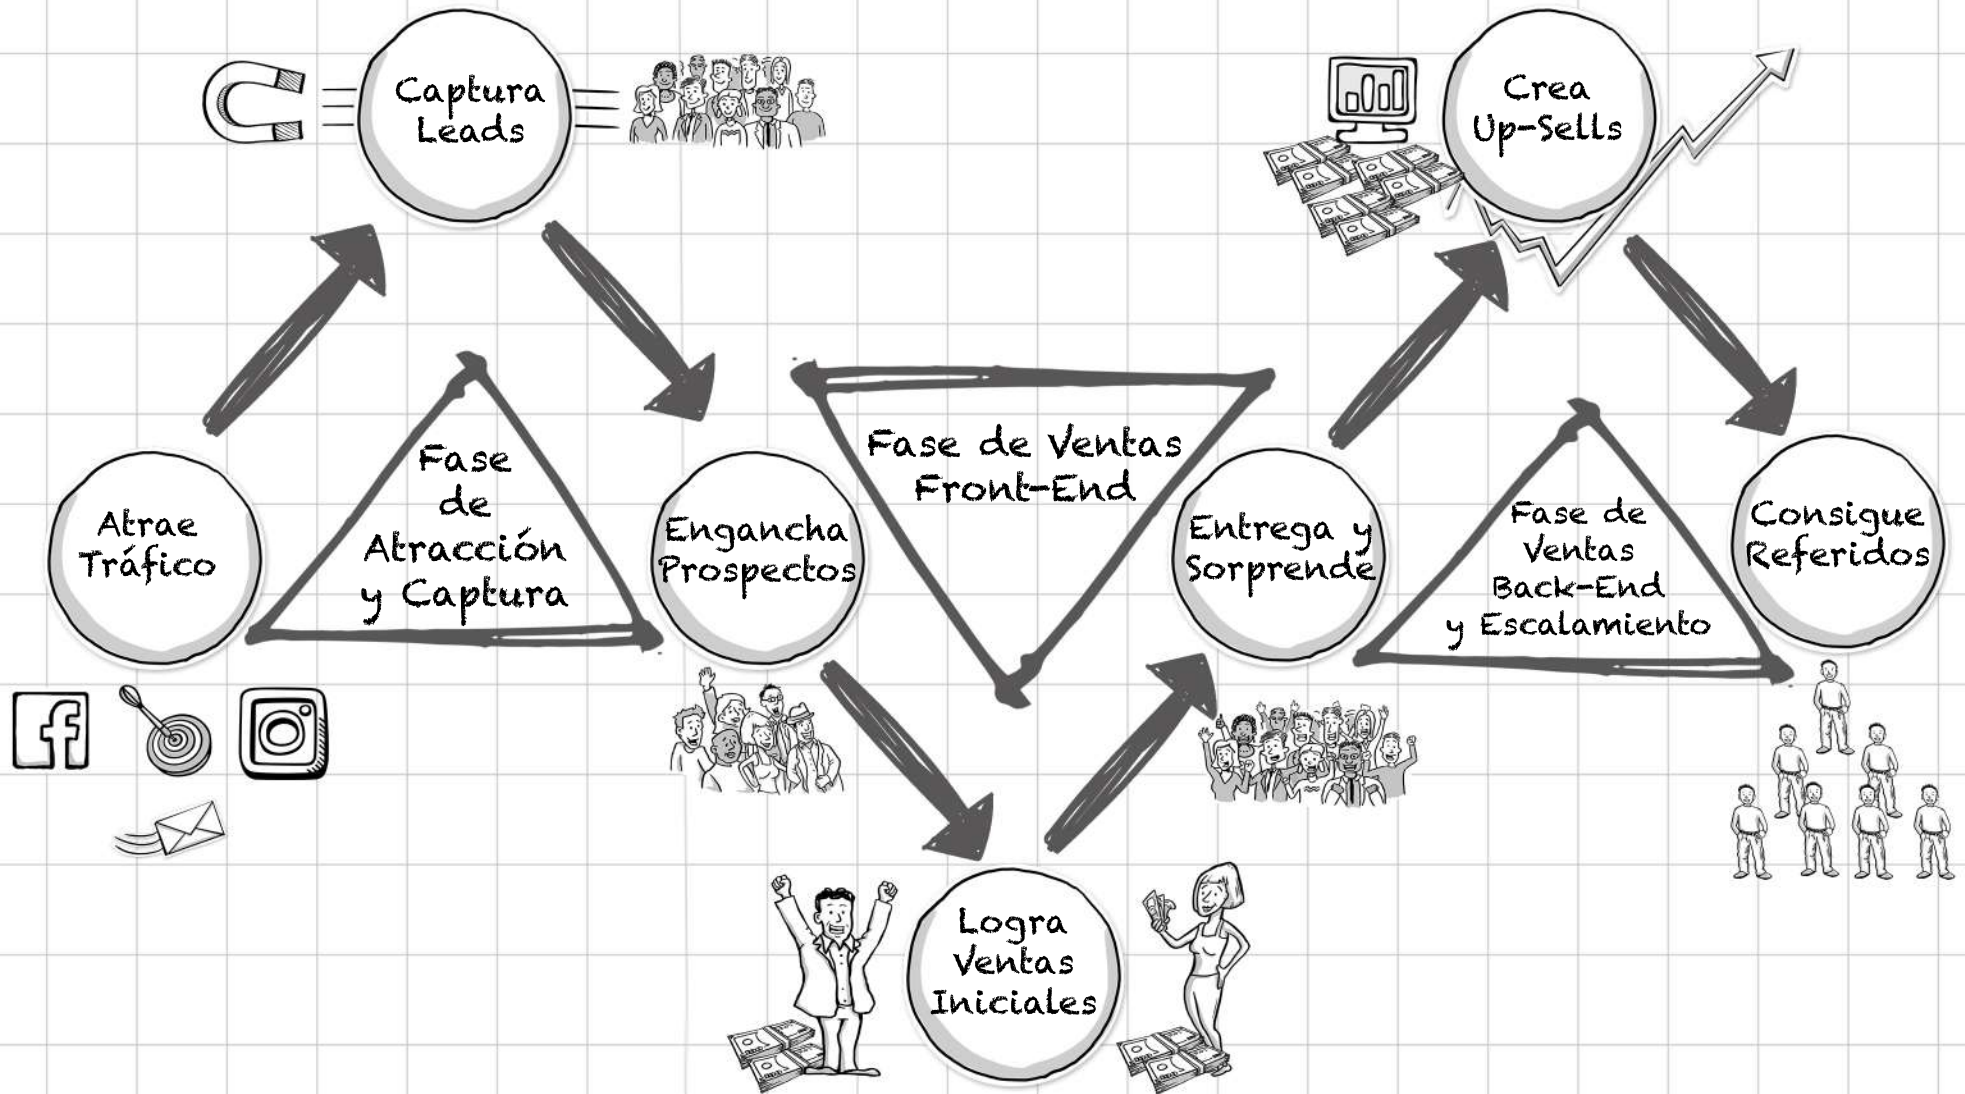 Captura
Leads
Crea
Up-Sells
Atrae
Tráfico
Fase
de
Atracción
y Captura
Engancha
Prospectos
Fase de Ventas
Front-End
Entrega y
Sorprende
Fase de
Ventas
Back-End
y Escalamiento
Consigue
Referidos
Logra
Ventas
Iniciales